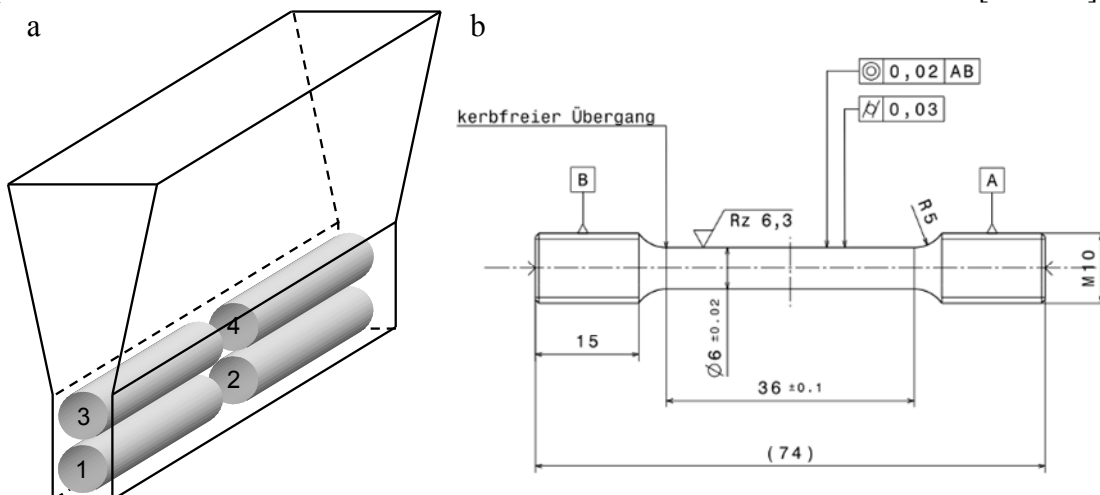 a
b
[
]
◎ 0,02 AB
⌭ 0,03
kerbfreier Übergang
B
A
Rz 6,3
R5
M10
4
2
3
1
15
Ø6 ±0.02
36 ±0.1
(74)